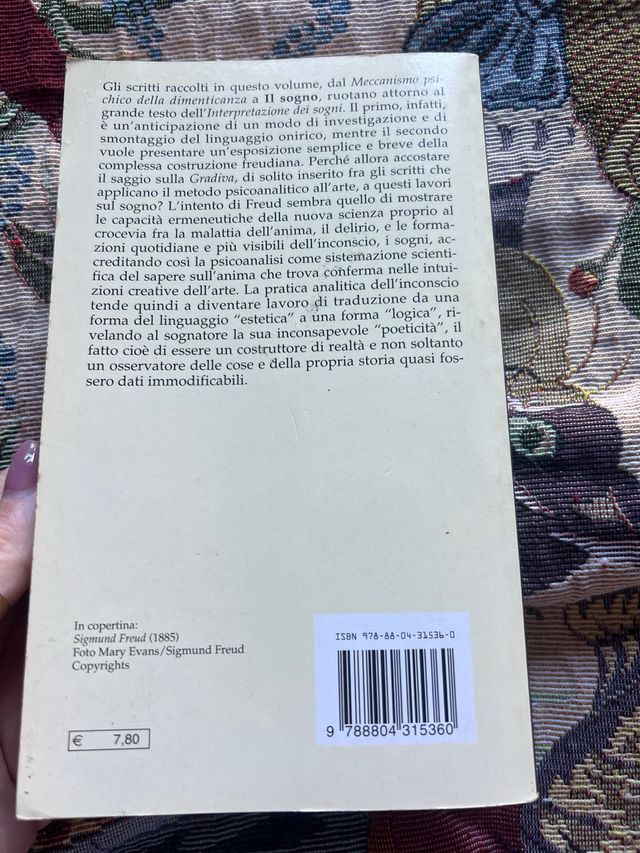 Gli scritti raccolti in questo volume, dal Meccanismo psi-
chico della dimenticanza a Il sogno, ruotano attorno al
grande testo dell'Interpretazione dei sogni. Il primo, infatti,
è un'anticipazione di un modo di investigazione e di
smontaggio del linguaggio onirico, mentre il secondo
vuole presentare un'esposizione semplice e breve della
complessa costruzione freudiana. Perché allora accostare
il saggio sulla Gradiva, di solito inserito fra gli scritti che
applicano il metodo psicoanalitico all'arte, a questi lavori
sul sogno? L'intento di Freud sembra quello di mostrare
le capacità ermeneutiche della nuova scienza proprio al
crocevia fra la malattia dell'anima, il delirio, e le forma-
zioni quotidiane e più visibili dell'inconscio, i sogni, ac-
creditando così la psicoanalisi come sistemazione scienti-
fica del sapere sull'anima che trova conferma nelle intui-
zioni creative dell'arte. La pratica analitica dell'inconscio
tende quindi a diventare lavoro di traduzione da una
forma del linguaggio "estetica" a una forma "logica", ri-
velando al sognatore la sua inconsapevole "poeticità", il
fatto cioè di essere un costruttore di realtà e non soltanto
un osservatore delle cose e della propria storia quasi fos-
sero dati immodificabili.
In copertina:
Sigmund Freud (1885)
Foto Mary Evans/Sigmund Freud
Copyrights
€ 7,80
ISBN 978-88-04-31536-0
9 788804 315360